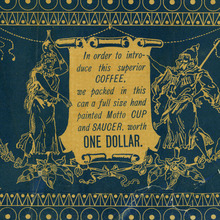 In order to intro-
duce this superior
COFFEE,
we packed in this
can a full size hand
painted Motto CUP
and SAUCER, worth
ONE DOLLAR.